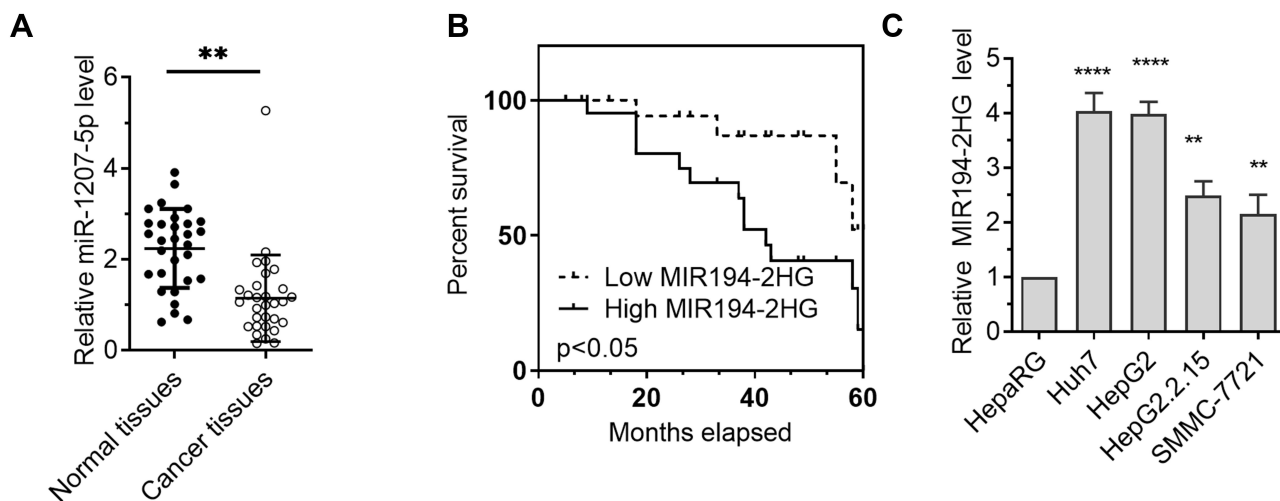 A
Relative miR-1207-5p level
**
6
4
2
0
Normal tissues
Cancer tissues
B
Percent survival
100
50
0
Low MIR194-2HG
High MIR194-2HG
p<0.05
0
20
40
60
Months elapsed
C
Relative MIR194-2HG level
5
4
3
2
1
0
****
****
**
**
HepaRG
Huh7
HepG2
HepG2.2.15
SMMC-7721